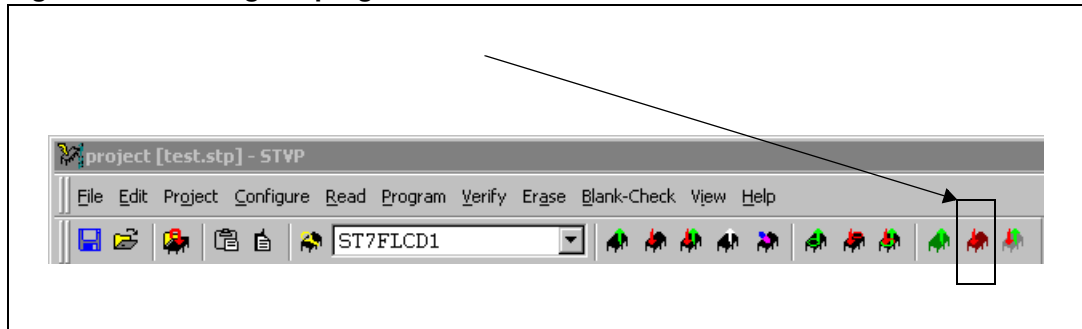 project [test.stp] - STVP
File Edit Project Configure Read Program Verify Erase Blank-Check View Help
ST7FLCD1